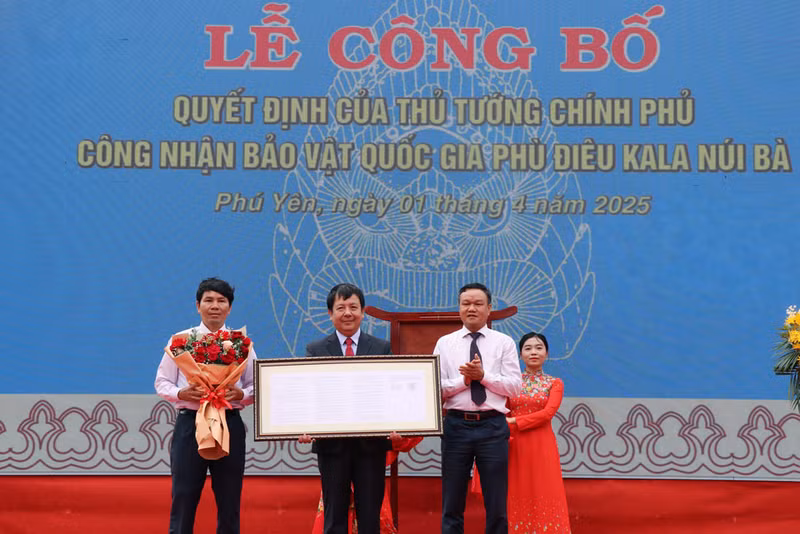 LỄ CÔNG BỐ
QUYẾT ĐỊNH CỦA THỦ TƯỚNG CHÍNH PHỦ
CÔNG NHẬN BẢO VẬT QUỐC GIA PHÙ ĐIÊU KALA NÚI BÀ
Phú Yên, ngày 01 tháng 4 năm 2025